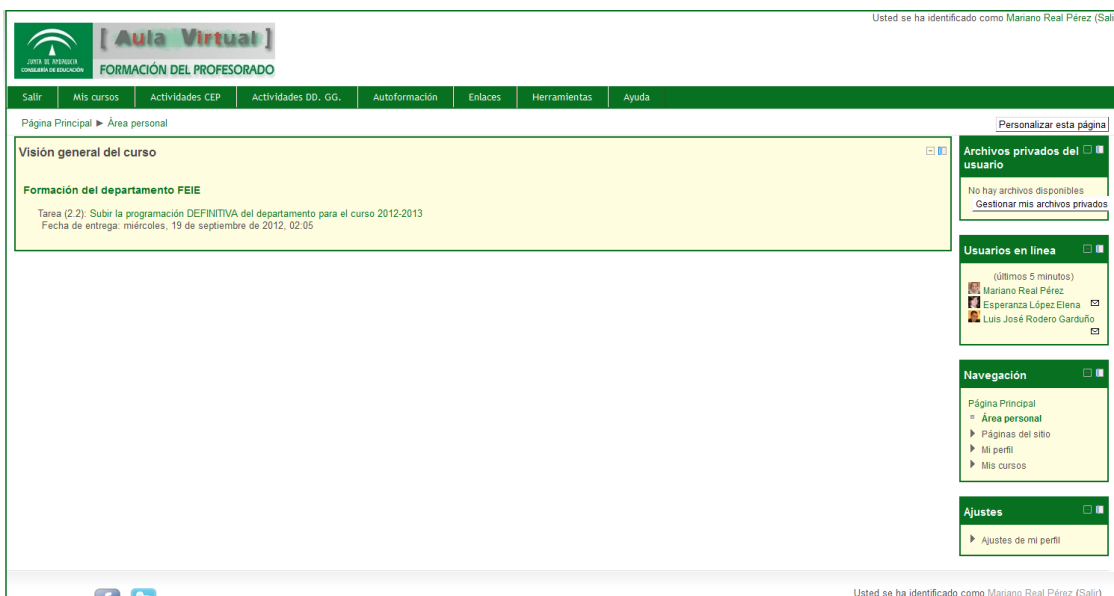 Usted se ha identificado como Mariano Real Pérez (Sali
JUNTA DE ANDALUCIA
CONSEJERÍA DE EDUCACIÓN
[ Aula Virtual ]
FORMACIÓN DEL PROFESORADO
Salir Mis cursos Actividades CEP Actividades DD. GG. Autoformación Enlaces Herramientas Ayuda
Página Principal ► Área personal
Personalizar esta página
Visión general del curso
Formación del departamento FEIE
Tarea (2.2): Subir la programación DEFINITIVA del departamento para el curso 2012-2013
Fecha de entrega: miércoles, 19 de septiembre de 2012, 02:05
Archivos privados del
usuario
No hay archivos disponibles
Gestionar mis archivos privados
Usuarios en línea
(últimos 5 minutos)
Mariano Real Pérez
Esperanza López Elena
Luis José Rodero Garduño
Navegación
Página Principal
Área personal
Páginas del sitio
Mi perfil
Mis cursos
Ajustes
Ajustes de mi perfil
Usted se ha identificado como Mariano Real Pérez (Salir)